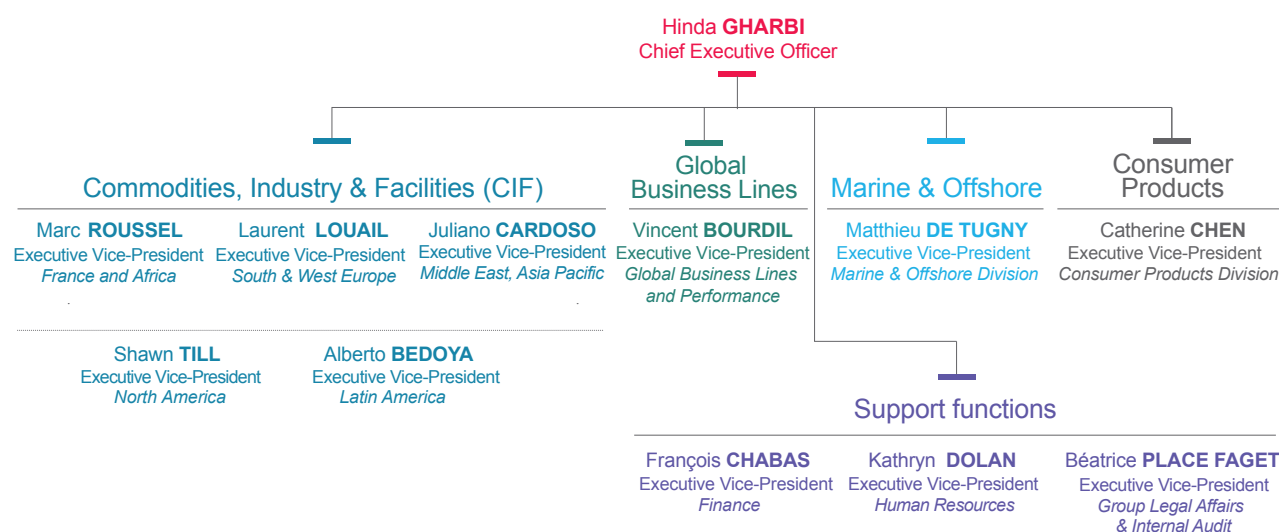 Hinda GHARBI
Chief Executive Officer
Commodities, Industry & Facilities (CIF)
Marc ROUSSEL
Executive Vice-President
France and Africa
Laurent LOUAIL
Executive Vice-President
South & West Europe
Juliano CARDOSO
Executive Vice-President
Middle East, Asia Pacific
Shawn TILL
Executive Vice-President
North America
Alberto BEDOYA
Executive Vice-President
Latin America
Global
Business Lines
Vincent BOURDIL
Executive Vice-President
Global Business Lines
and Performance
Marine & Offshore
Matthieu DE TUGNY
Executive Vice-President
Marine & Offshore Division
Consumer
Products
Catherine CHEN
Executive Vice-President
Consumer Products Division
Support functions
François CHABAS
Executive Vice-President
Finance
Kathryn DOLAN
Executive Vice-President
Human Resources
Béatrice PLACE FAGET
Executive Vice-President
Group Legal Affairs
& Internal Audit